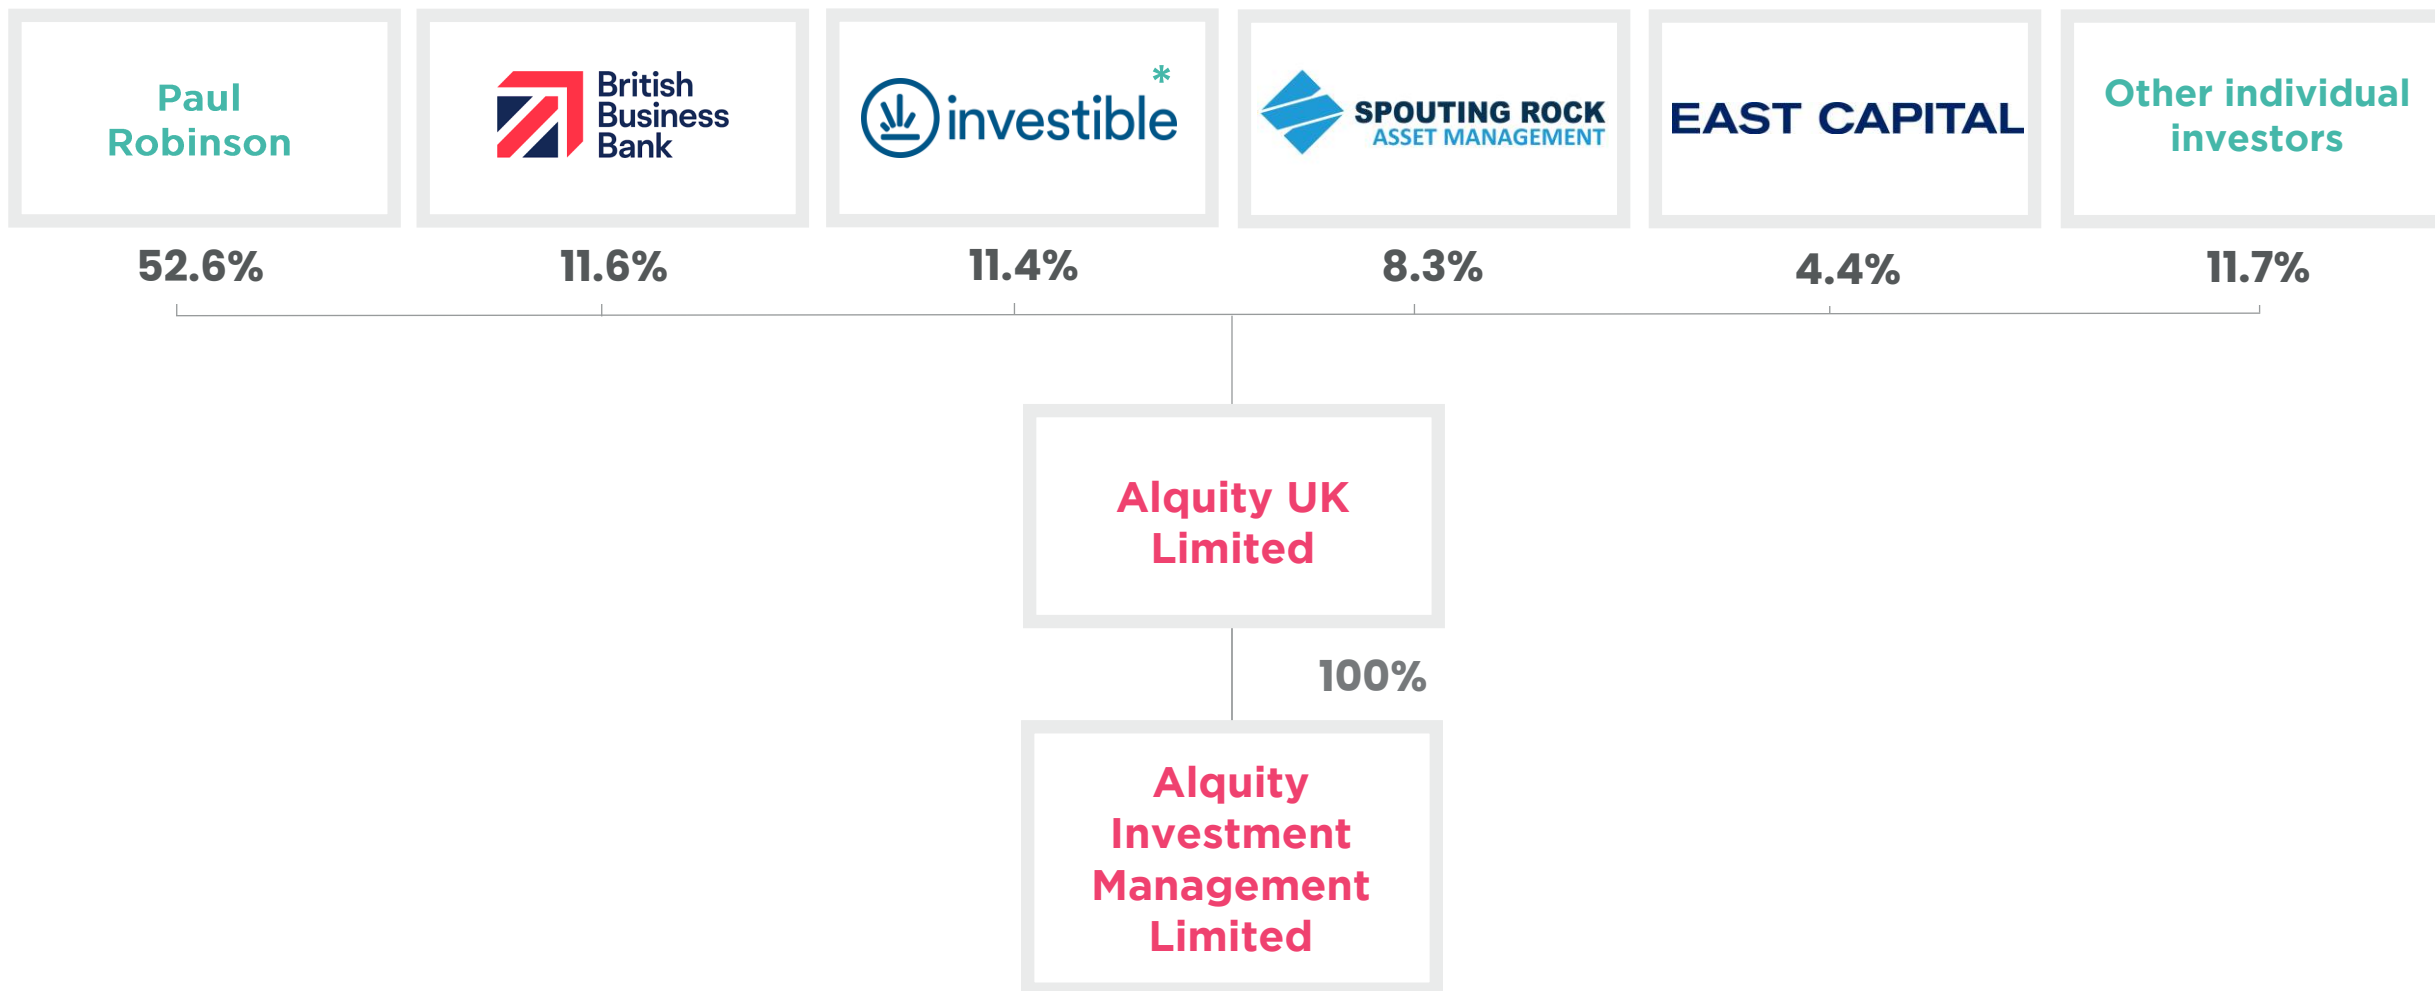 Paul
Robinson
British
Business
Bank
investible*
SPOUTING ROCK
ASSET MANAGEMENT
EAST CAPITAL
Other individual
investors
52.6%
11.6%
11.4%
8.3%
4.4%
11.7%
Alquity UK
Limited
100%
Alquity
Investment
Management
Limited